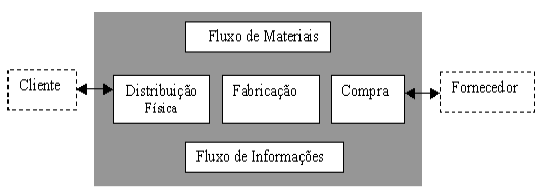 Fluxo de Materiais
Cliente
Distribuição
Física
Fabricação
Compra
Fornecedor
Fluxo de Informações